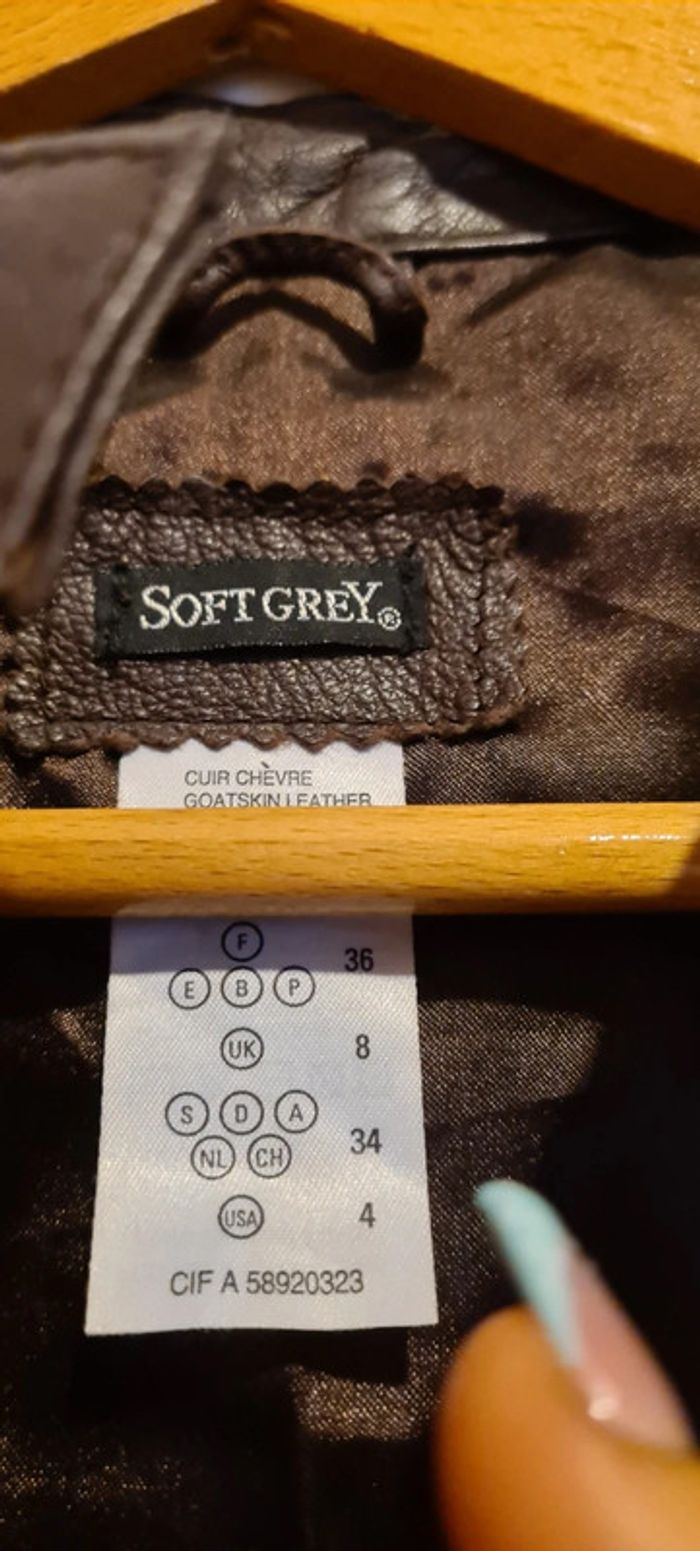 SOFT GREY®
CUIR CHÈVRE
GOATSKIN LEATHER
F
36
E B P
UK 8
S D A
34
NL CH
USA 4
CIF A 58920323